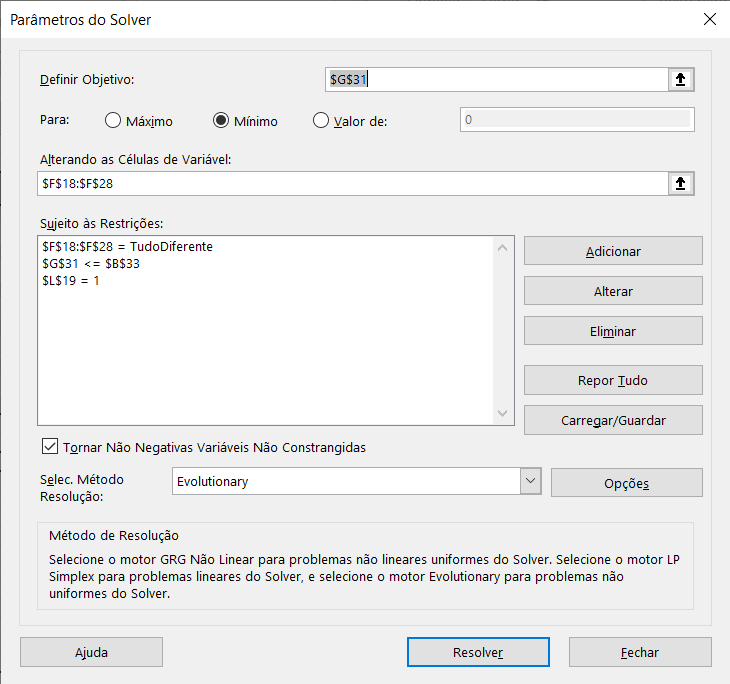 Parâmetros do Solver
Definir Objetivo:
$G$31
Para:
Máximo
Mínimo
Valor de:
0
Alterando as Células de Variável:
$F$18:$F$28
Sujeito às Restrições:
$F$18:$F$28 = TudoDiferente
$G$31 <= $B$33
$L$19 = 1
Adicionar
Alterar
Eliminar
Repor Tudo
Carregar/Guardar
Tornar Não Negativas Variáveis Não Constrangidas
Selec. Método
Resolução:
Evolutionary
Opções
Método de Resolução
Selecione o motor GRG Não Linear para problemas não lineares uniformes do Solver. Selecione o motor LP
Simplex para problemas lineares do Solver, e selecione o motor Evolutionary para problemas não
uniformes do Solver.
Ajuda
Resolver
Fechar